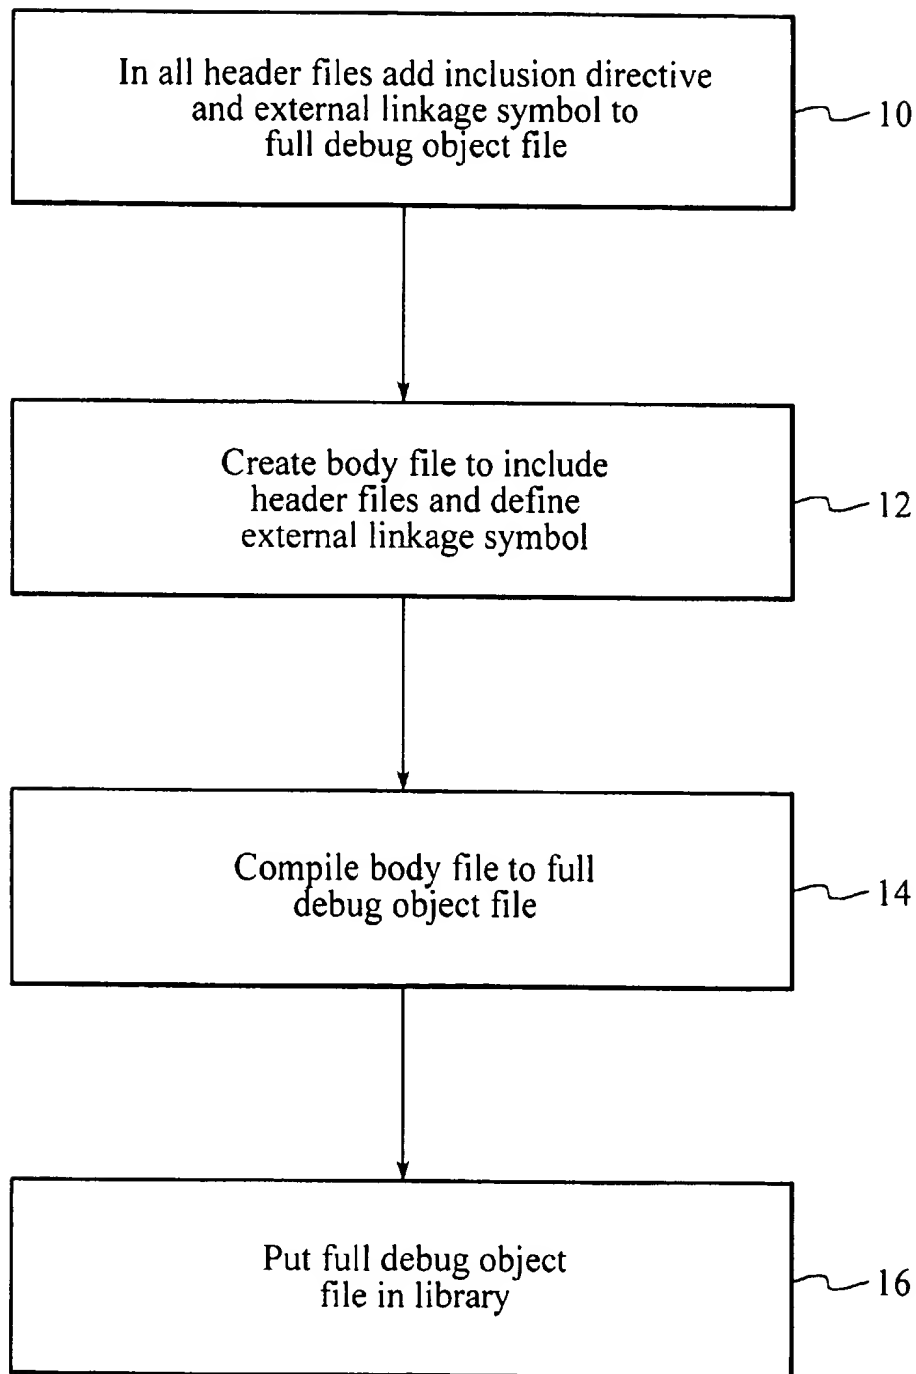 In all header files add inclusion directive
and external linkage symbol to
full debug object file
10
Create body file to include
header files and define
external linkage symbol
12
Compile body file to full
debug object file
14
Put full debug object
file in library
16